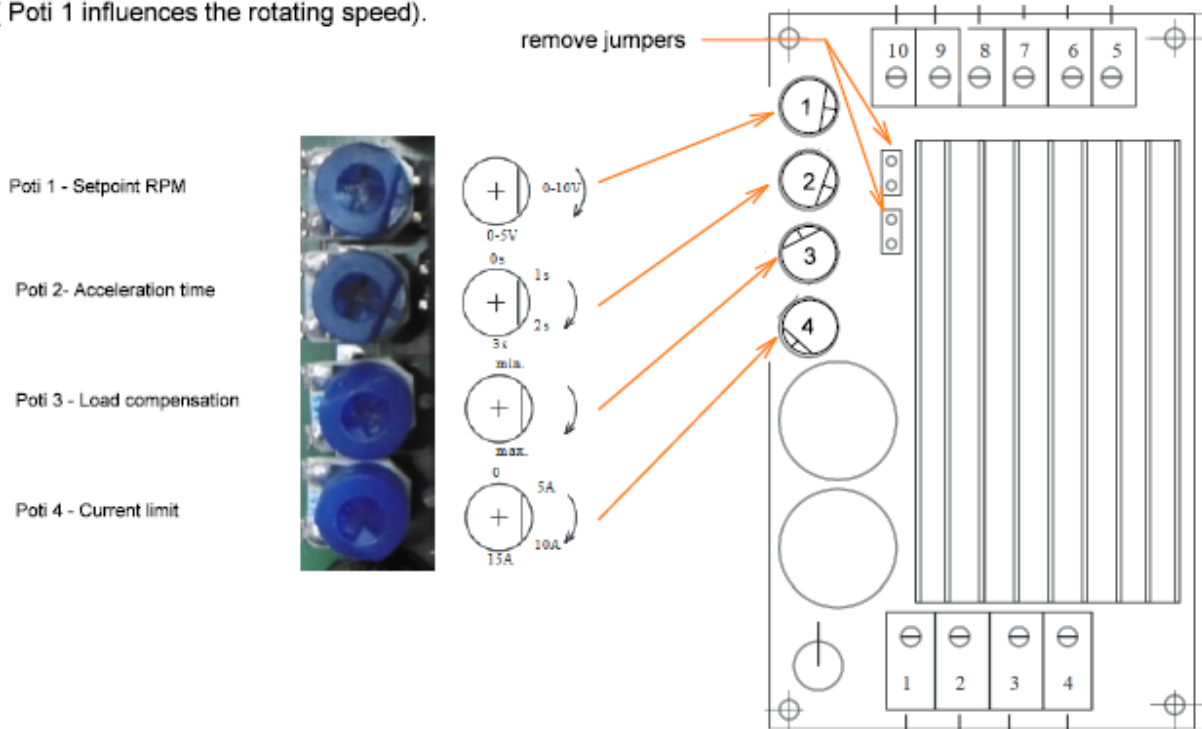 ( Poti 1 influences the rotating speed).
remove jumpers
10 9 8 7 6 5
1
Poti 1 - Setpoint RPM
0-10V
0-5V
2
0s
1s
Poti 2- Acceleration time
2s
3s
3
min.
Poti 3 - Load compensation
max.
4
0
5A
Poti 4 - Current limit
10A
15A
1 2 3 4